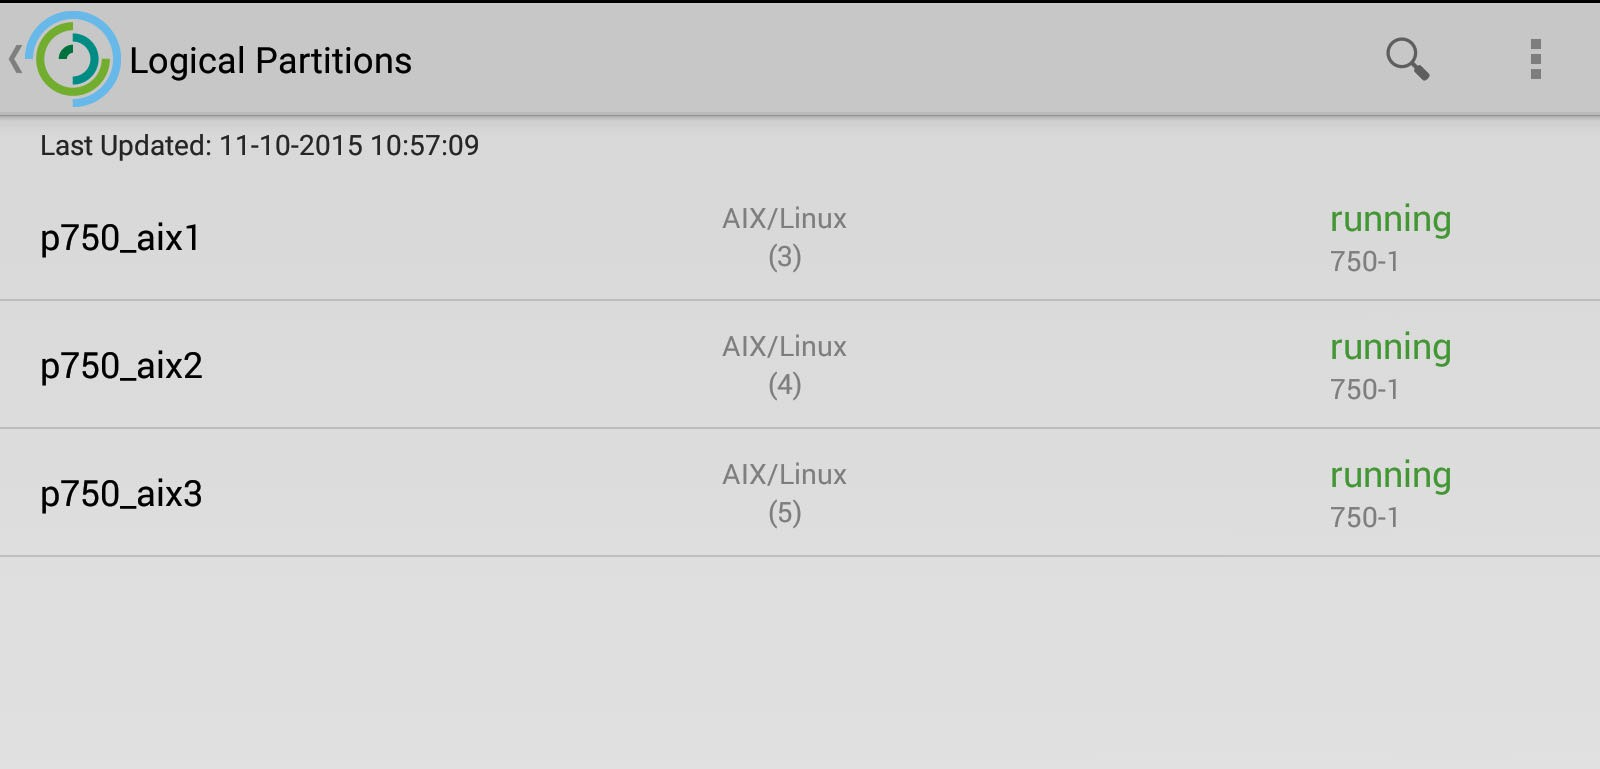 Logical Partitions
Last Updated: 11-10-2015 10:57:09
p750_aix1
AIX/Linux
(3)
running
750-1
p750_aix2
AIX/Linux
(4)
running
750-1
p750_aix3
AIX/Linux
(5)
running
750-1